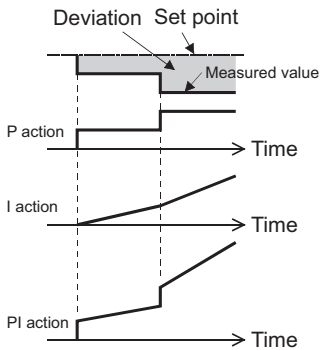 Deviation Set point
Measured value
P action
Time
I action
Time
PI action
Time